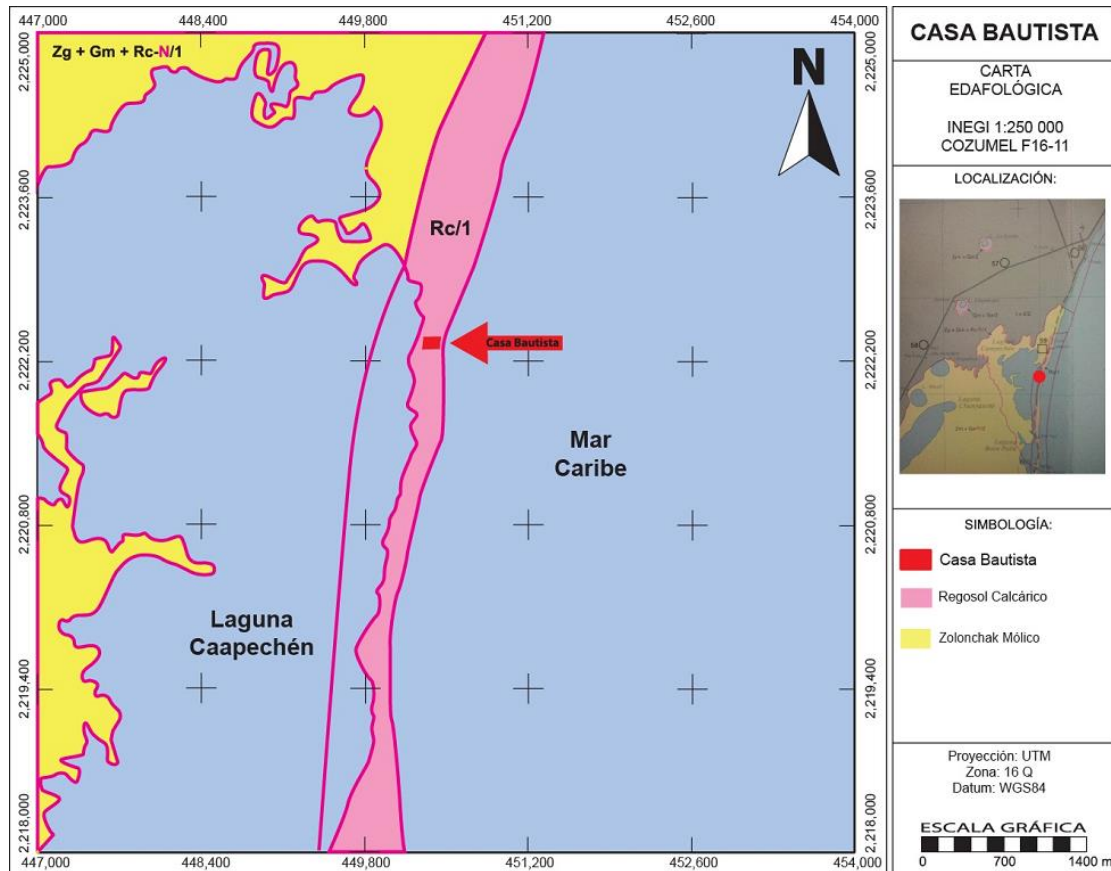 447,000
448,400
449,800
451,200
452,600
454,000
2,225,000
2,223,600
2,222,200
2,220,800
2,219,400
2,218,000
Zg + Gm + Rc-N/1
N
Rc/1
Casa Bautista
Mar
Caribe
Laguna
Caapechén
2,225,000
2,223,600
2,222,200
2,220,800
2,219,400
2,218,000
447,000
448,400
449,800
451,200
452,600
454,000
CASA BAUTISTA
CARTA
EDAFOLÓGICA
INEGI 1:250 000
COZUMEL F16-11
LOCALIZACIÓN:
SIMBOLOGÍA:
Casa Bautista
Regosol Calcárico
Zolonchak Mólico
Proyección: UTM
Zona: 16 Q
Datum: WGS84
ESCALA GRÁFICA
0 700 1400 m